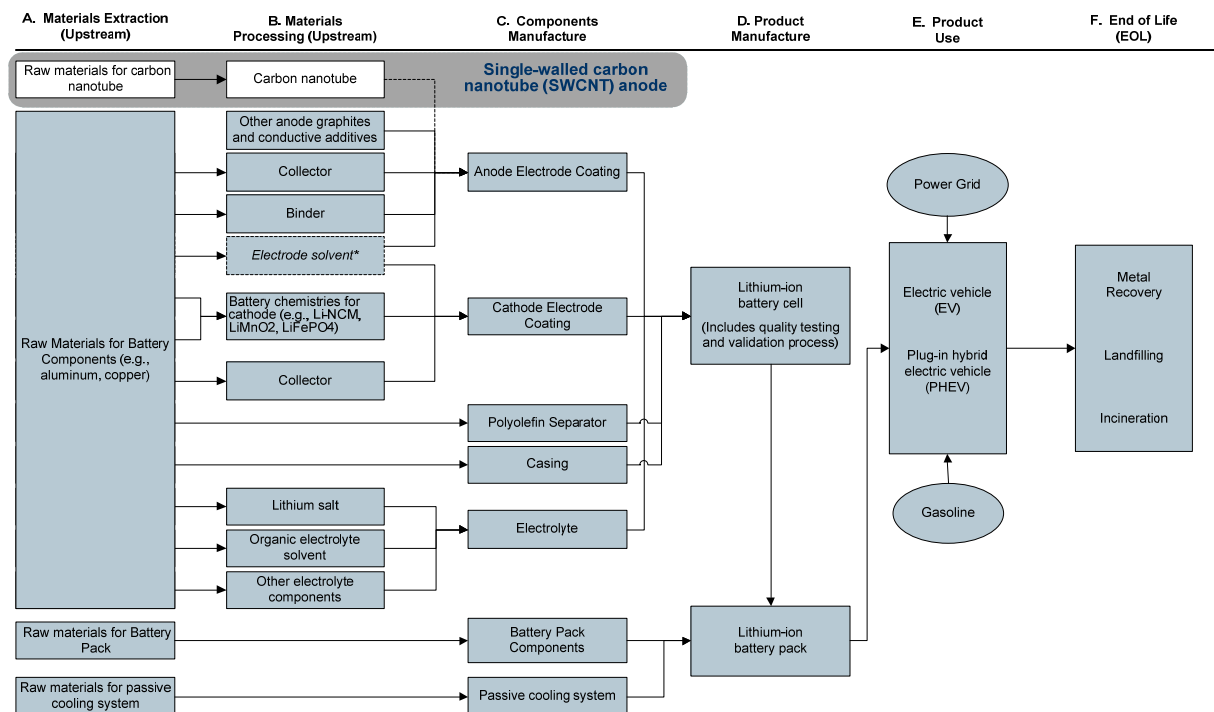 A. Materials Extraction
(Upstream)
B. Materials
Processing (Upstream)
C. Components
Manufacture
D. Product
Manufacture
E. Product
Use
F. End of Life
(EOL)
Raw materials for carbon
nanotube
Carbon nanotube
Single-walled carbon
nanotube (SWCNT) anode
Other anode graphites
and conductive additives
Collector
Anode Electrode Coating
Power Grid
Binder
Electrode solvent*
Raw Materials for Battery
Components (e.g.,
aluminum, copper)
Battery chemistries for
cathode (e.g., Li-NCM,
LiMnO2, LiFePO4)
Cathode Electrode
Coating
Lithium-ion
battery cell
(Includes quality testing
and validation process)
Electric vehicle
(EV)
Plug-in hybrid
electric vehicle
(PHEV)
Metal
Recovery
Landfilling
Incineration
Collector
Polyolefin Separator
Casing
Lithium salt
Organic electrolyte
solvent
Other electrolyte
components
Electrolyte
Gasoline
Raw materials for Battery
Pack
Battery Pack
Components
Lithium-ion
battery pack
Raw materials for passive
cooling system
Passive cooling system